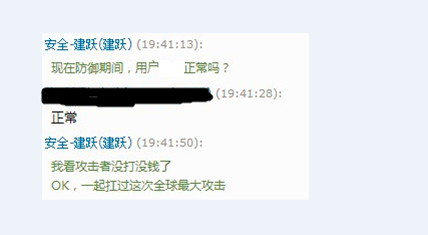 安全-建跃(建跃) (19:41:13):
现在防御期间，用户 正常吗？
(19:41:28):
正常
安全-建跃(建跃) (19:41:50):
我看攻击者没打没钱了
OK，一起扛过这次全球最大攻击